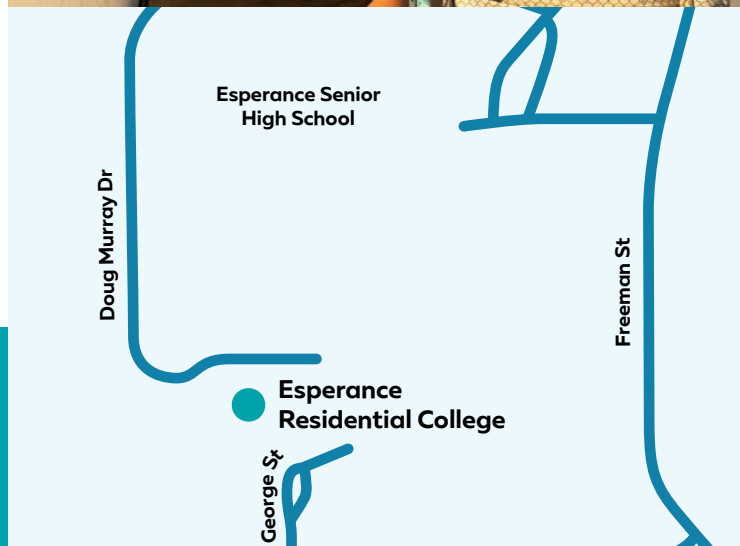 Esperance Senior
High School
Doug Murray Dr
Freeman St
Esperance
Residential College
George St